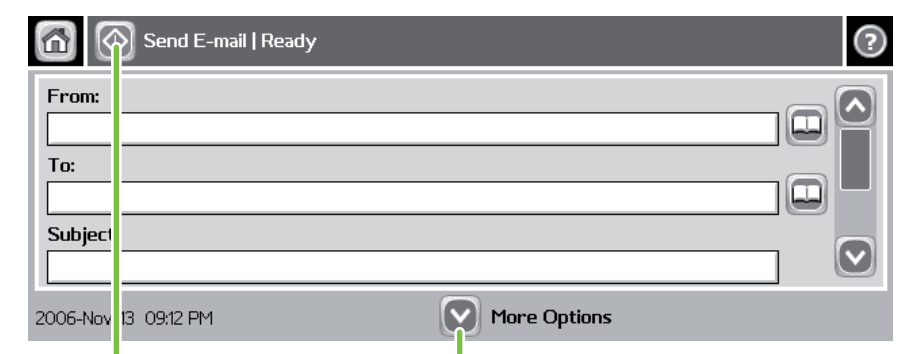 Send E-mail | Ready
From:
To:
Subject
2006-Nov-13 09:12 PM
More Options